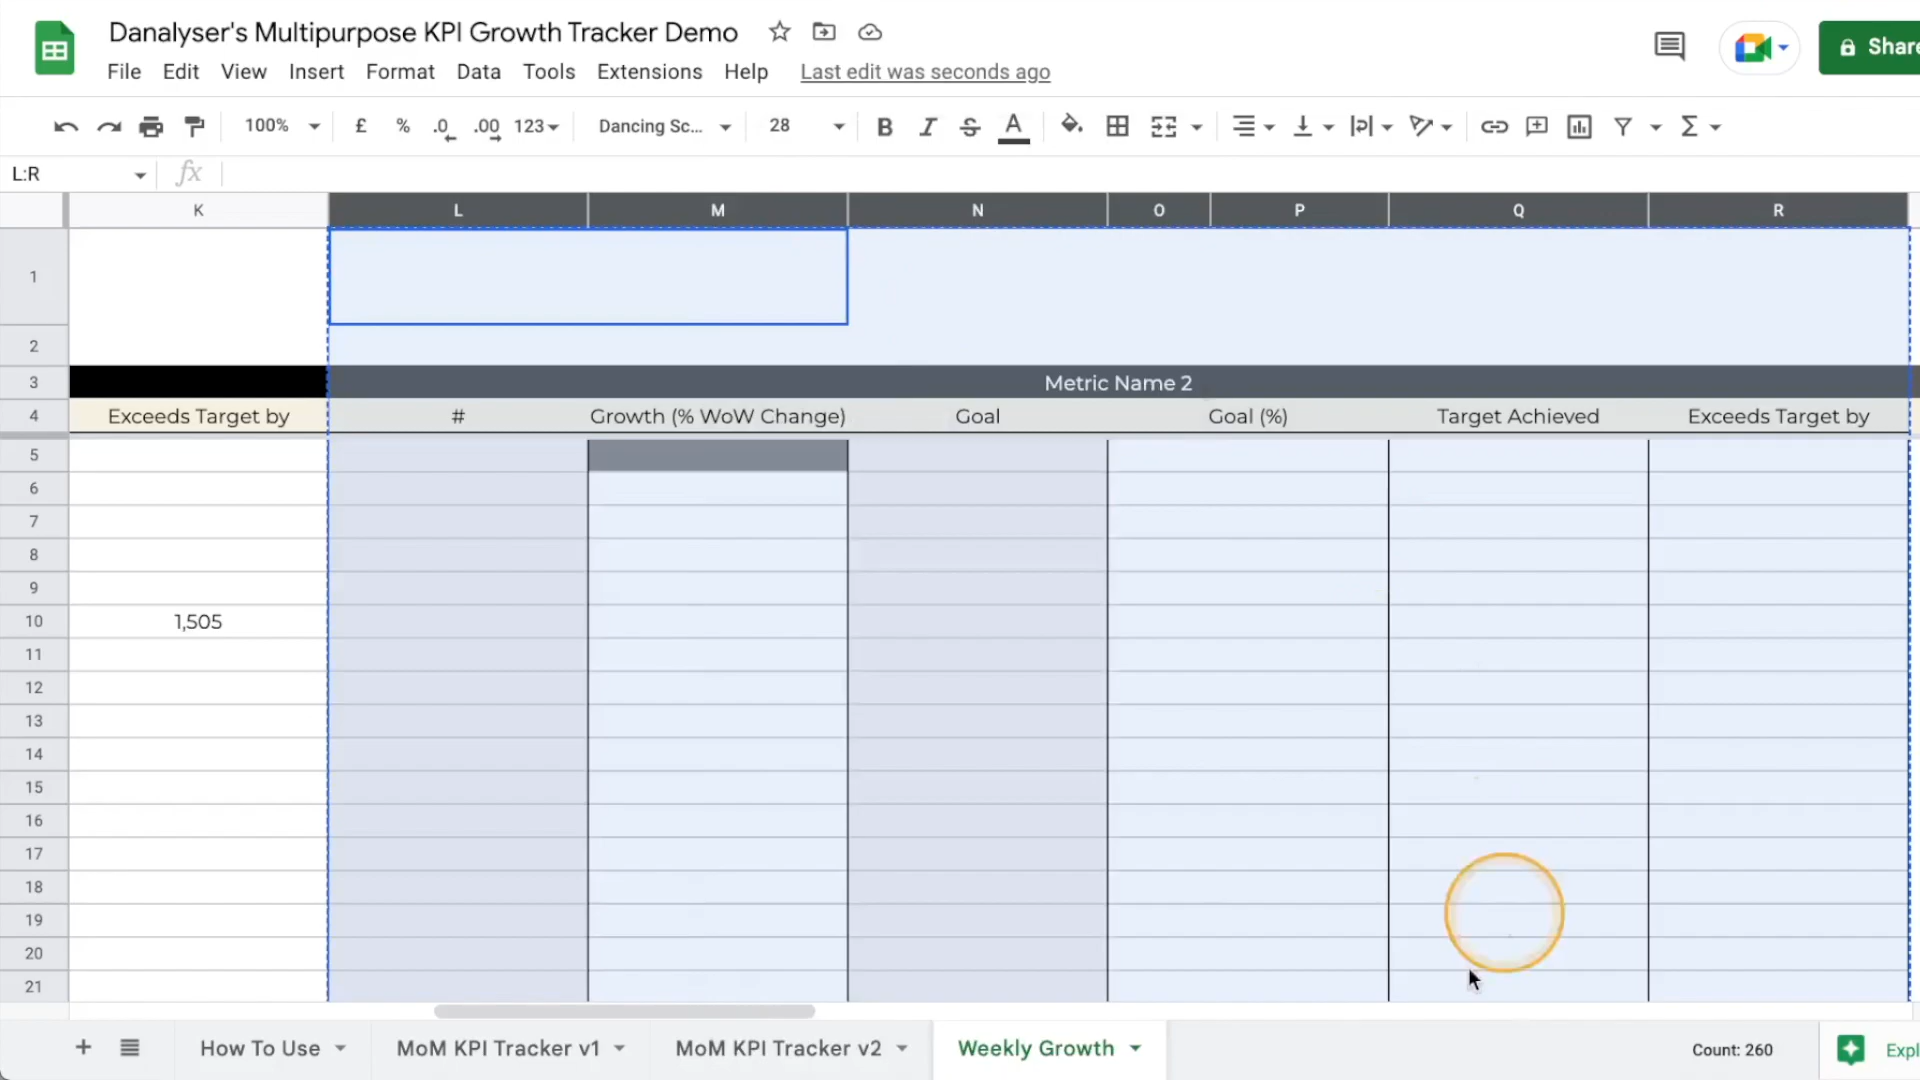 Danalyser's Multipurpose KPI Growth Tracker Demo
File Edit View Insert Format Data Tools Extensions Help Last edit was seconds ago
Share
100% £ % .0 .00 123 Dancing Sc... 28 B I S A
L:R fx
K L M N O P Q R
1
2
3 Metric Name 2
4 Exceeds Target by # Growth (% WoW Change) Goal Goal (%) Target Achieved Exceeds Target by
5
6
7
8
9
10 1,505
11
12
13
14
15
16
17
18
19
20
21
+ How To Use MoM KPI Tracker v1 MoM KPI Tracker v2 Weekly Growth Count: 260 Expl